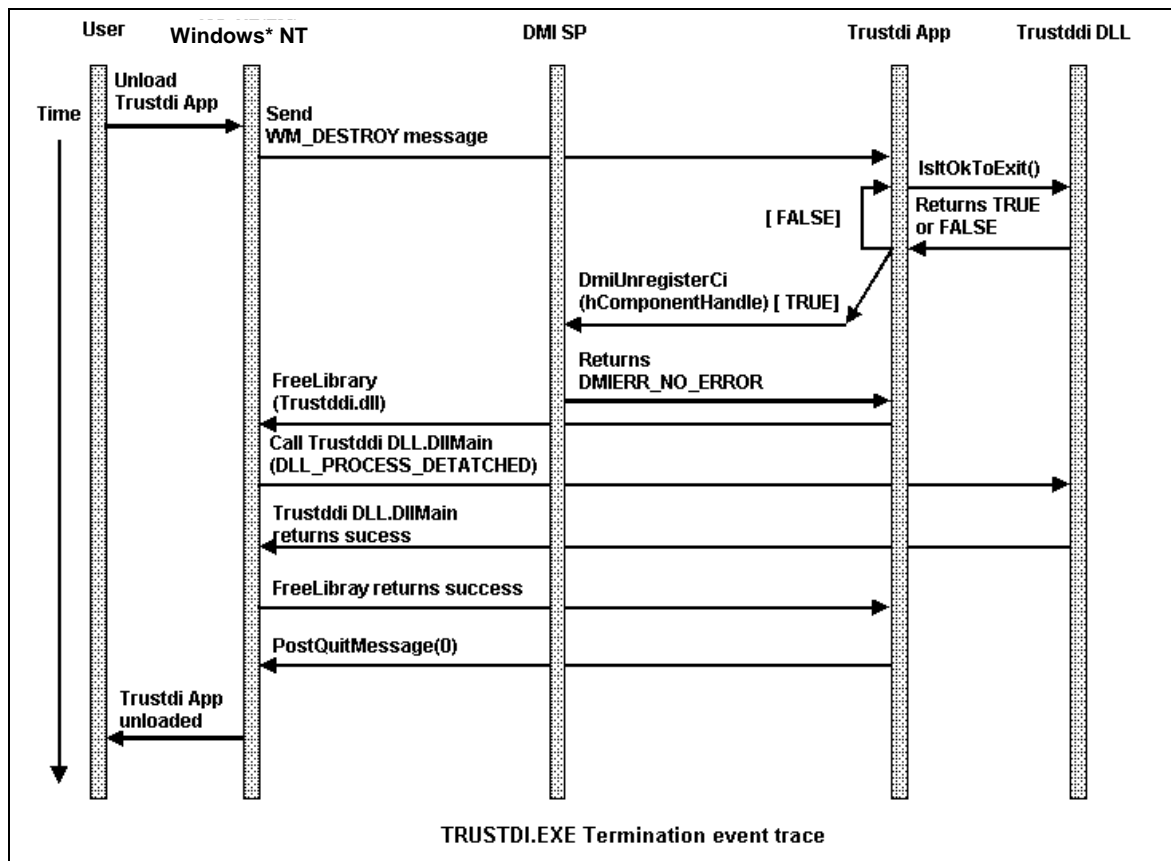 User
Windows* NT
DMI SP
Trustdi App
Trustddi DLL
Time
Unload
Trustdi App
Send
WM_DESTROY message
IsItOkToExit()
[ FALSE]
Returns TRUE
or FALSE
DmiUnregisterCi
(hComponentHandle) [ TRUE]
Returns
DMIERR_NO_ERROR
FreeLibrary
(Trustddi.dll)
Call Trustddi DLL.DllMain
(DLL_PROCESS_DETATCHED)
Trustddi DLL.DllMain
returns sucess
FreeLibray returns success
PostQuitMessage(0)
Trustdi App
unloaded
TRUSTDI.EXE Termination event trace